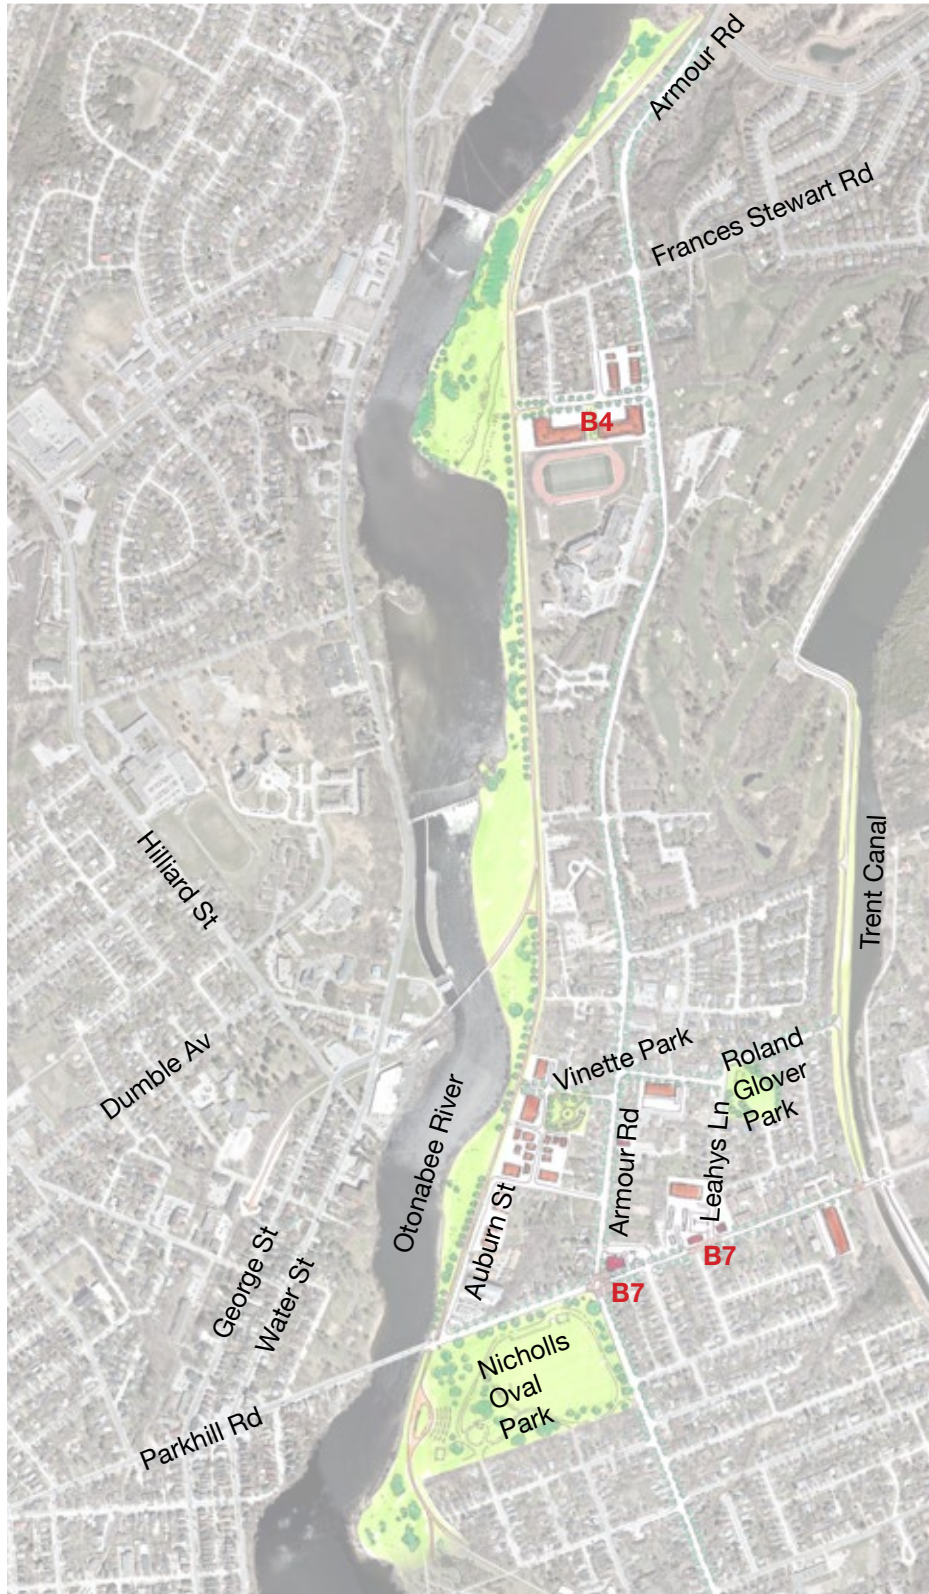 Armour Rd
Frances Stewart Rd
B4
Hilliard St
Trent Canal
Dumble Av
Vinette Park
Roland
Glover
Park
Otonabee River
Armour Rd
Leahys Ln
Auburn St
George St
Water St
B7
B7
Nicholls
Oval
Park
Parkhill Rd